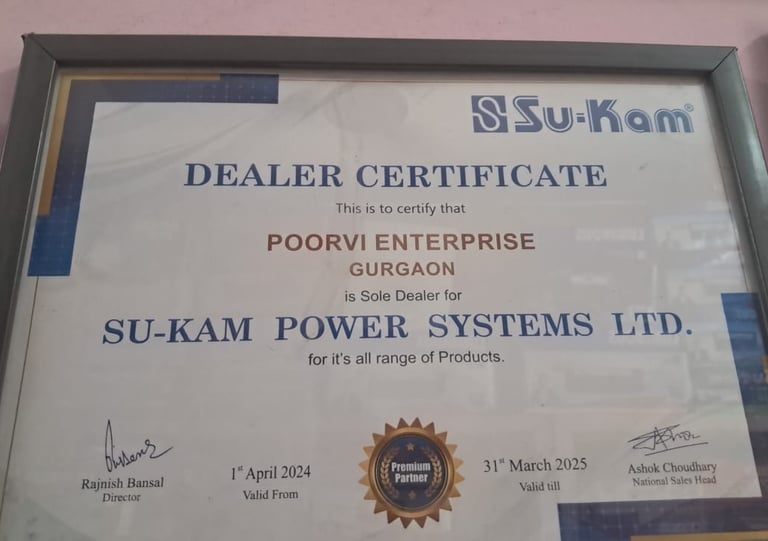 Su-Kam®
DEALER CERTIFICATE
This is to certify that
POORVI ENTERPRISE
GURGAON
is Sole Dealer for
SU-KAM POWER SYSTEMS LTD.
for it's all range of Products.
Rajnish Bansal
Director
1st April 2024
Valid From
Premium
Partner
31st March 2025
Valid till
Ashok Choudhary
National Sales Head